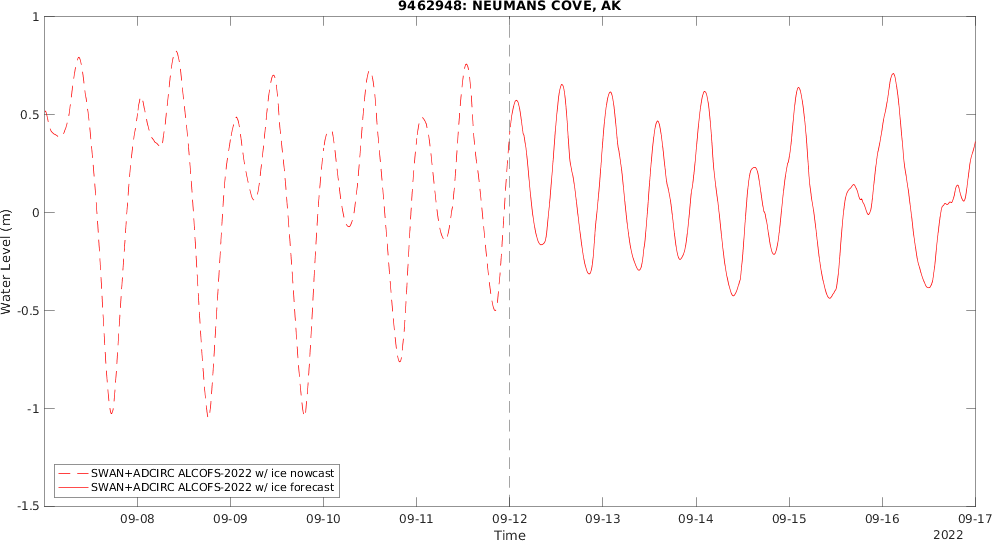 9462948: NEUMANS COVE, AK
1
0.5
0
-0.5
-1
-1.5
Water Level (m)
SWAN+ADCIRC ALCOFS-2022 w/ ice nowcast
SWAN+ADCIRC ALCOFS-2022 w/ ice forecast
09-08 09-09 09-10 09-11 09-12 09-13 09-14 09-15 09-16 09-17
Time
2022